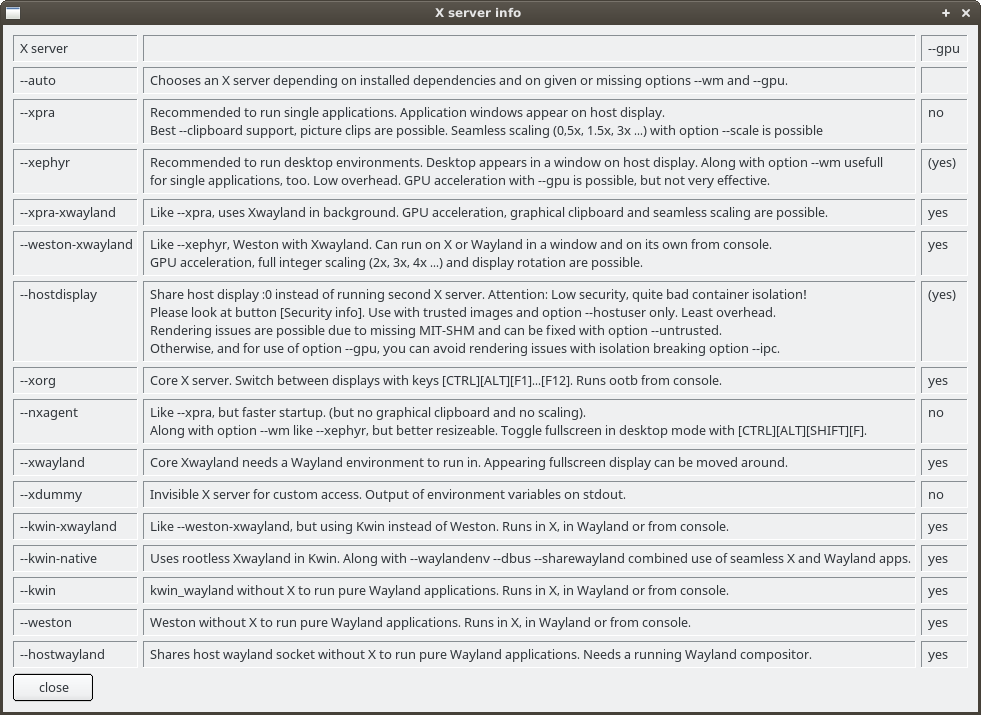 X server info
X server --gpu
--auto Chooses an X server depending on installed dependencies and on given or missing options --wm and --gpu.
--xpra Recommended to run single applications. Application windows appear on host display. no
Best --clipboard support, picture clips are possible. Seamless scaling (0,5x, 1.5x, 3x ...) with option --scale is possible
--xephyr Recommended to run desktop environments. Desktop appears in a window on host display. Along with option --wm usefull (yes)
for single applications, too. Low overhead. GPU acceleration with --gpu is possible, but not very effective.
--xpra-xwayland Like --xpra, uses Xwayland in background. GPU acceleration, graphical clipboard and seamless scaling are possible. yes
--weston-xwayland Like --xephyr, Weston with Xwayland. Can run on X or Wayland in a window and on its own from console. yes
GPU acceleration, full integer scaling (2x, 3x, 4x ...) and display rotation are possible.
--hostdisplay Share host display :0 instead of running second X server. Attention: Low security, quite bad container isolation! (yes)
Please look at button [Security info]. Use with trusted images and option --hostuser only. Least overhead.
Rendering issues are possible due to missing MIT-SHM and can be fixed with option --untrusted.
Otherwise, and for use of option --gpu, you can avoid rendering issues with isolation breaking option --ipc.
--xorg Core X server. Switch between displays with keys [CTRL][ALT][F1]...[F12]. Runs ootb from console. yes
--nxagent Like --xpra, but faster startup. (but no graphical clipboard and no scaling). no
Along with option --wm like --xephyr, but better resizeable. Toggle fullscreen in desktop mode with [CTRL][ALT][SHIFT][F].
--xwayland Core Xwayland needs a Wayland environment to run in. Appearing fullscreen display can be moved around. yes
--xdummy Invisible X server for custom access. Output of environment variables on stdout. no
--kwin-xwayland Like --weston-xwayland, but using Kwin instead of Weston. Runs in X, in Wayland or from console. yes
--kwin-native Uses rootless Xwayland in Kwin. Along with --waylandenv --dbus --sharewayland combined use of seamless X and Wayland apps. yes
--kwin kwin_wayland without X to run pure Wayland applications. Runs in X, in Wayland or from console. yes
--weston Weston without X to run pure Wayland applications. Runs in X, in Wayland or from console. yes
--hostwayland Shares host wayland socket without X to run pure Wayland applications. Needs a running Wayland compositor. yes
close